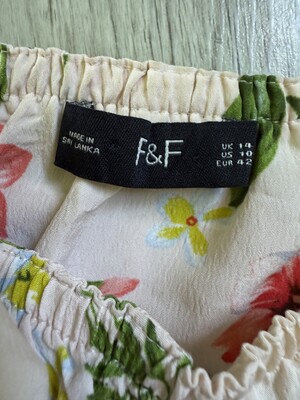 MADE IN
SRI LANKA
F&F
UK 14
US 10
EUR 42